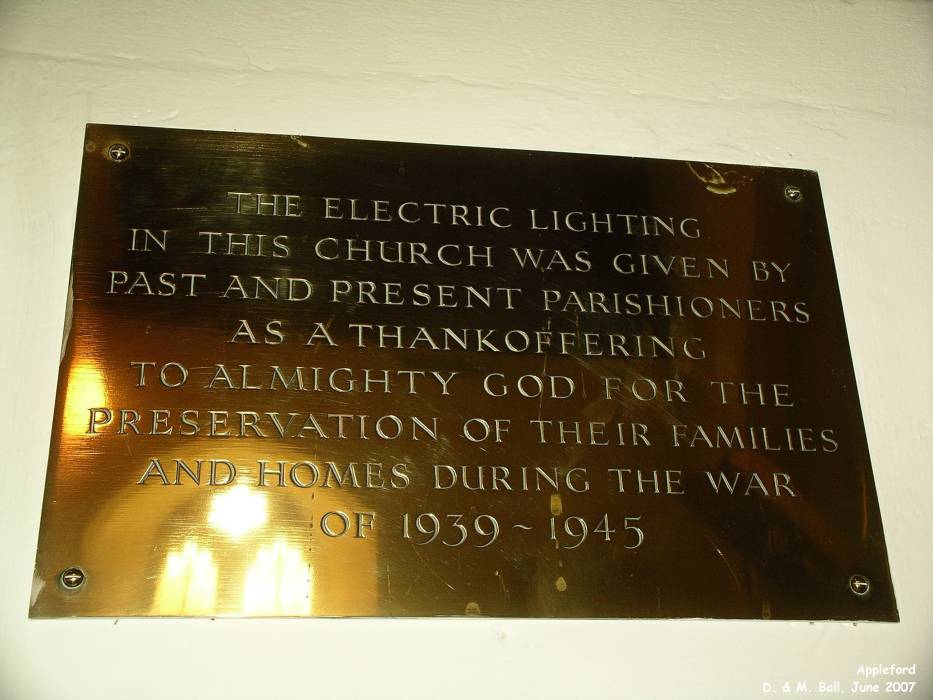 THE ELECTRIC LIGHTING
IN THIS CHURCH WAS GIVEN BY
PAST AND PRESENT PARISHIONERS
AS A THANKOFFERING
TO ALMIGHTY GOD FOR THE
PRESERVATION OF THEIR FAMILIES
AND HOMES DURING THE WAR
OF 1939 ~ 1945
Appleford
D. & M. Ball, June 2007